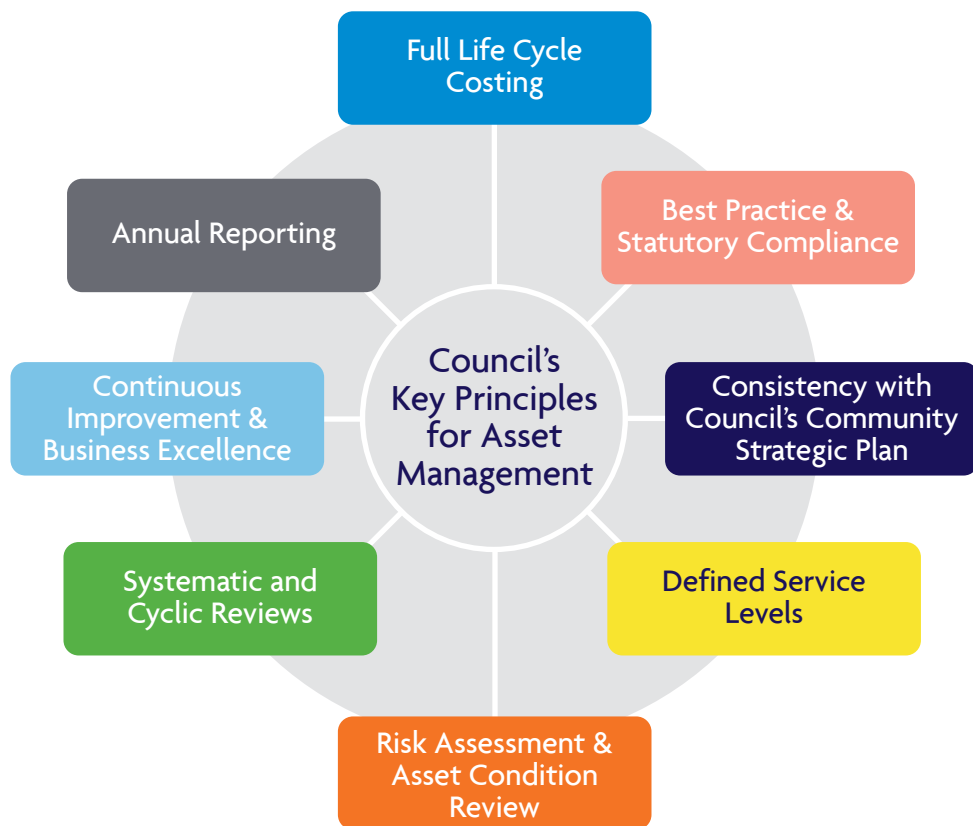 Full Life Cycle
Costing
Best Practice &
Statutory Compliance
Consistency with
Council’s Community
Strategic Plan
Defined Service
Levels
Risk Assessment &
Asset Condition
Review
Systematic and
Cyclic Reviews
Continuous
Improvement &
Business Excellence
Annual Reporting
Council’s
Key Principles
for Asset
Management